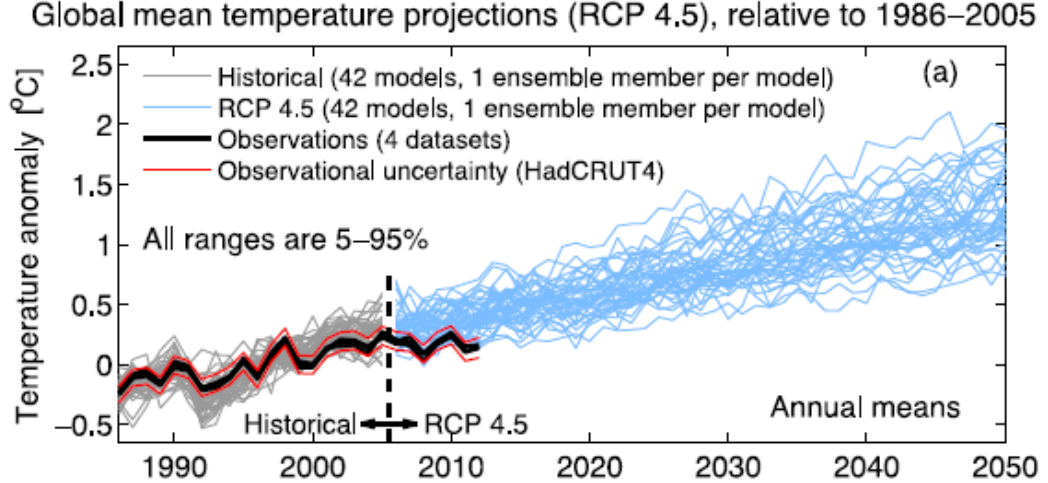 Global mean temperature projections (RCP 4.5), relative to 1986–2005
Temperature anomaly [ºC]
2.5
2
1.5
1
0.5
0
−0.5
(a)
Historical (42 models, 1 ensemble member per model)
RCP 4.5 (42 models, 1 ensemble member per model)
Observations (4 datasets)
Observational uncertainty (HadCRUT4)
All ranges are 5–95%
Historical RCP 4.5
Annual means
1990 2000 2010 2020 2030 2040 2050